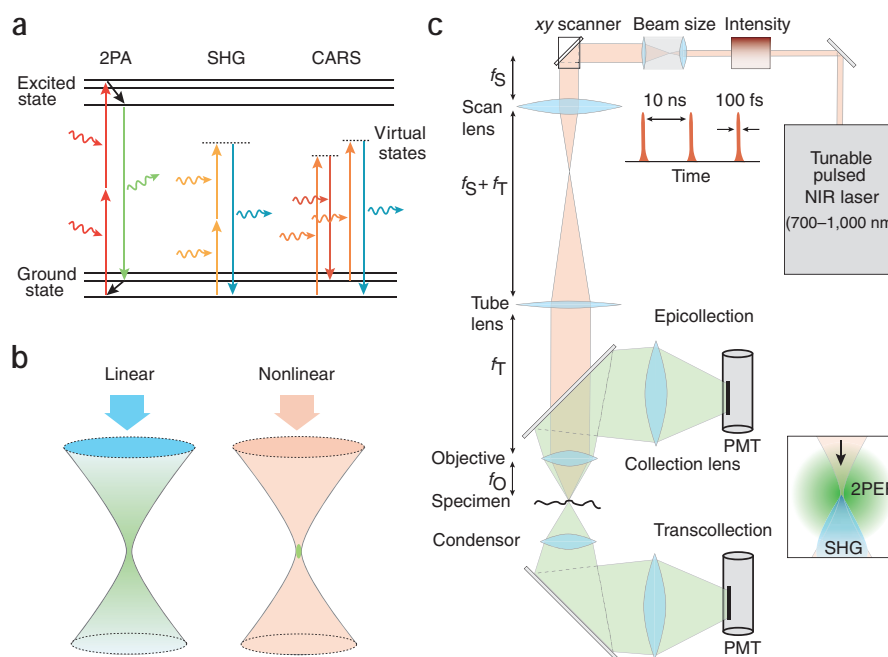 a
2PA
SHG
CARS
Excited
state
Virtual
states
Ground
state
b
Linear
Nonlinear
c
xy scanner
Beam size
Intensity
fS
Scan
lens
10 ns
100 fs
Time
Tunable
pulsed
NIR laser
(700–1,000 nm
fS + fT
Tube
lens
Epicollection
fT
PMT
Objective
Collection lens
fO
Specimen
Condensor
Transcollection
PMT
2PEF
SHG